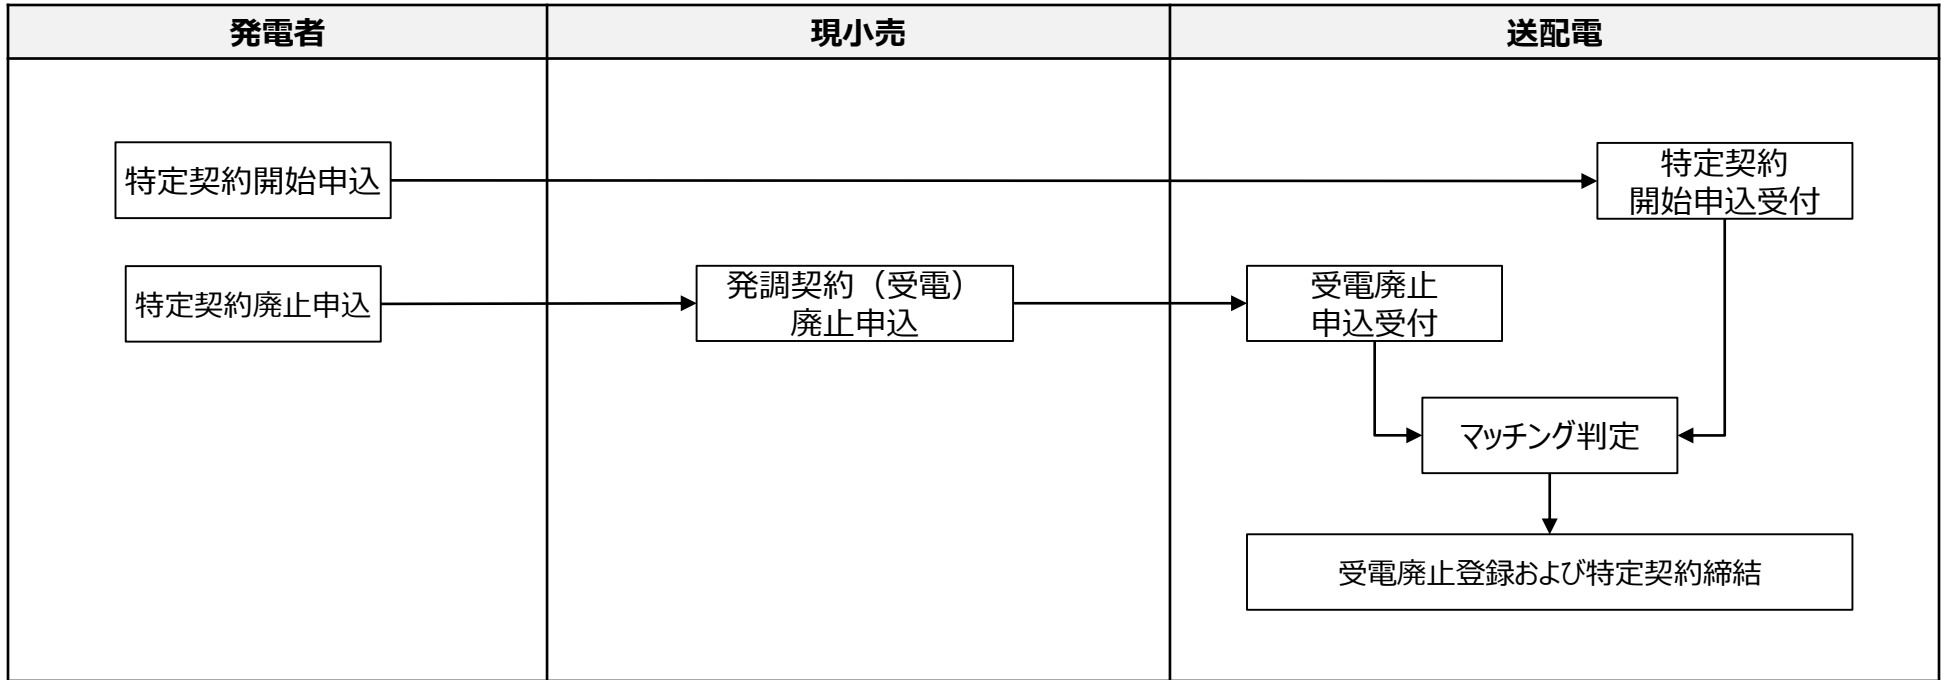 発電者
現小売
送配電
特定契約開始申込
特定契約
開始申込受付
特定契約廃止申込
発調契約（受電）
廃止申込
受電廃止
申込受付
マッチング判定
受電廃止登録および特定契約締結